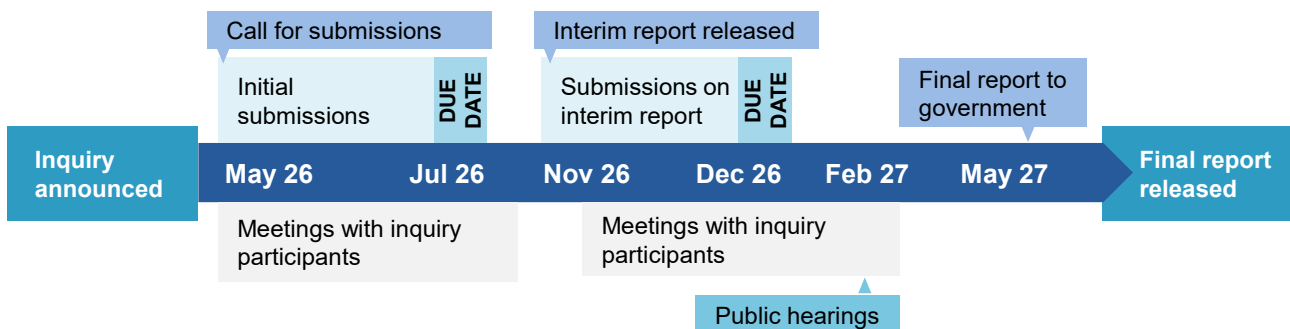 Call for submissions
Interim report released
Initial
submissions
DUE
DATE
Submissions on
interim report
DUE
DATE
Final report to
government
Inquiry
announced
May 26
Jul 26
Nov 26
Dec 26
Feb 27
May 27
Final report
released
Meetings with inquiry
participants
Meetings with inquiry
participants
Public hearings